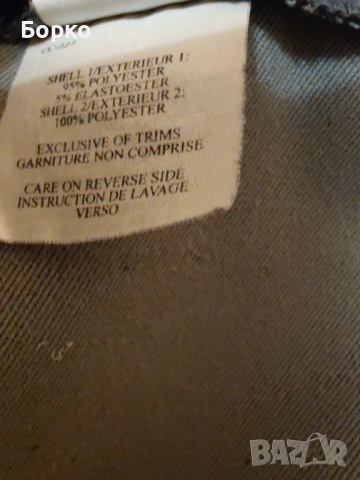 Борко
SHELL 1/EXTERIEUR 1:
95% POLYESTER
5% ELASTOESTER
SHELL 2/EXTERIEUR 2:
100% POLYESTER
EXCLUSIVE OF TRIMS
GARNITURE NON COMPRISE
CARE ON REVERSE SIDE
INSTRUCTION DE LAVAGE
VERSO
BAZAR